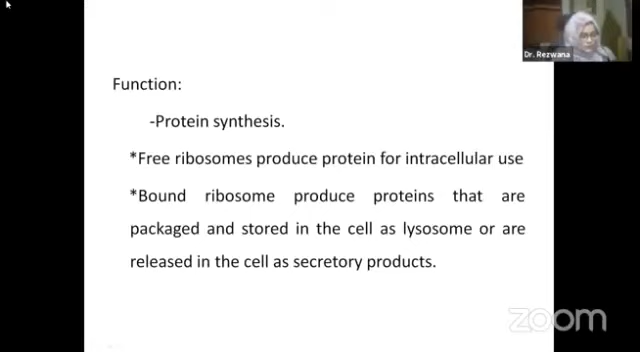 Dr. Rezwana
Function:
-Protein synthesis.
*Free ribosomes produce protein for intracellular use
*Bound ribosome produce proteins that are
packaged and stored in the cell as lysosome or are
released in the cell as secretory products.
zoom